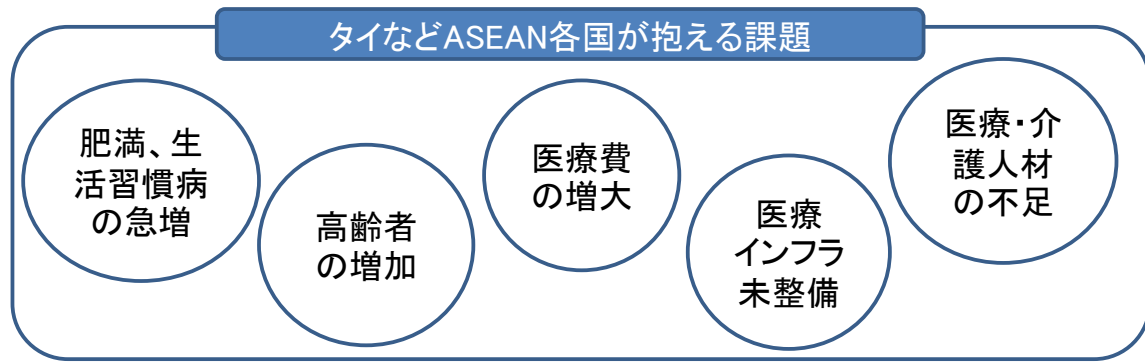 タイなどASEAN各国が抱える課題
肥満、生
活習慣病
の急増
高齢者
の増加
医療費
の増大
医療
インフラ
未整備
医療・介
護人材
の不足